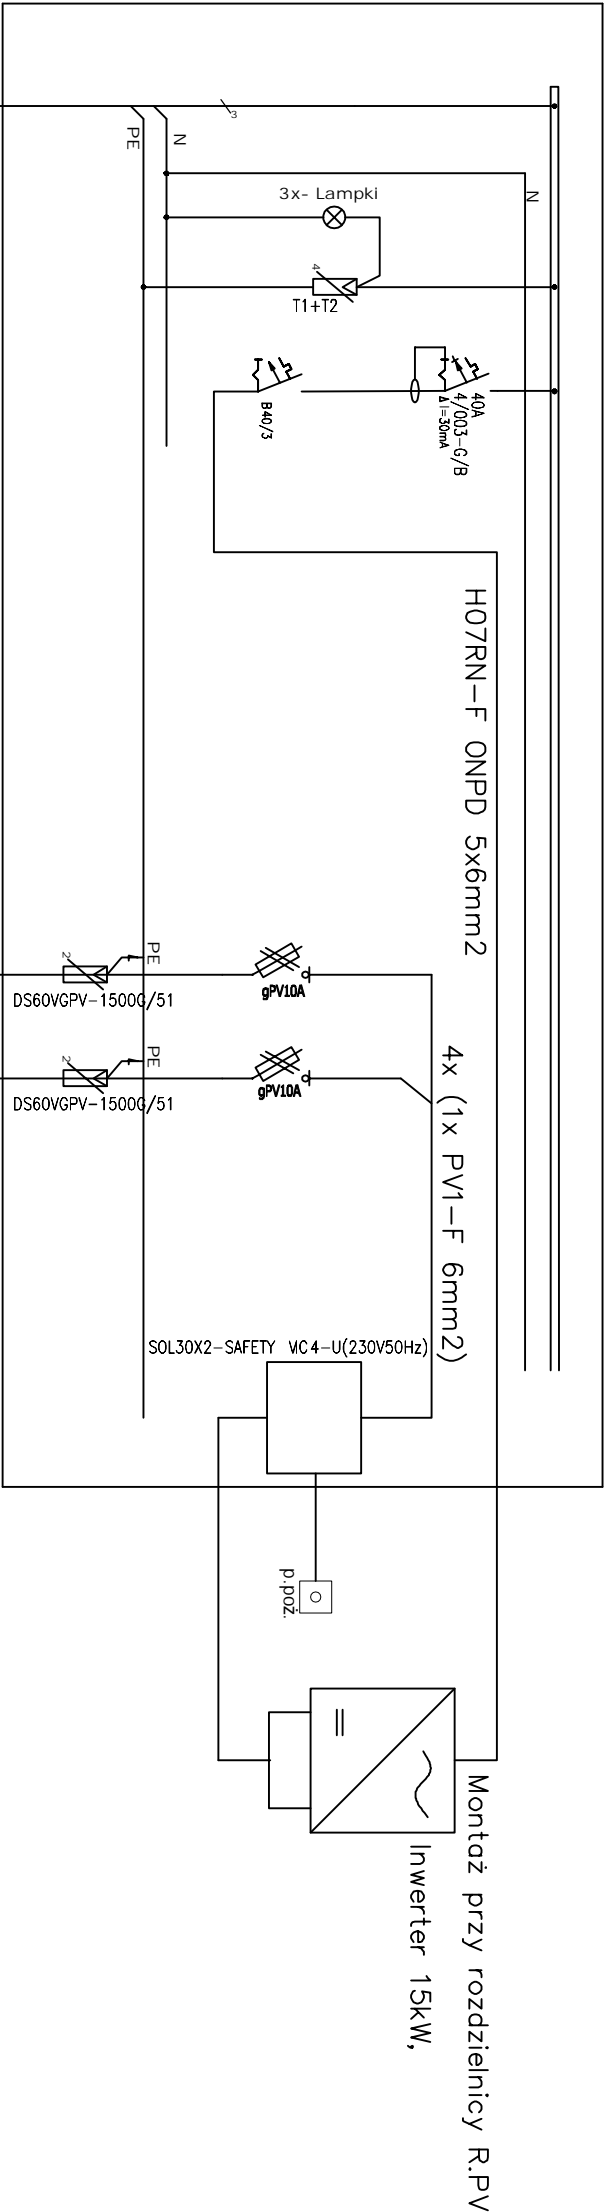 3
PE
N
N
3x- Lampki
4
T1+T2
40A
4/003-G/B
Δ I=30mA
B40/3
H07RN-F ONPD 5x6mm2
PE
2
gPV10A
DS60VGPV-1500G/51
PE
2
gPV10A
DS60VGPV-1500G/51
4x (1x PV1-F 6mm2)
SOL30X2-SAFETY MC4-U(230V50Hz)
p.poż.
Montaż przy rozdzielnicy R.PV
Inwerter 15kW,